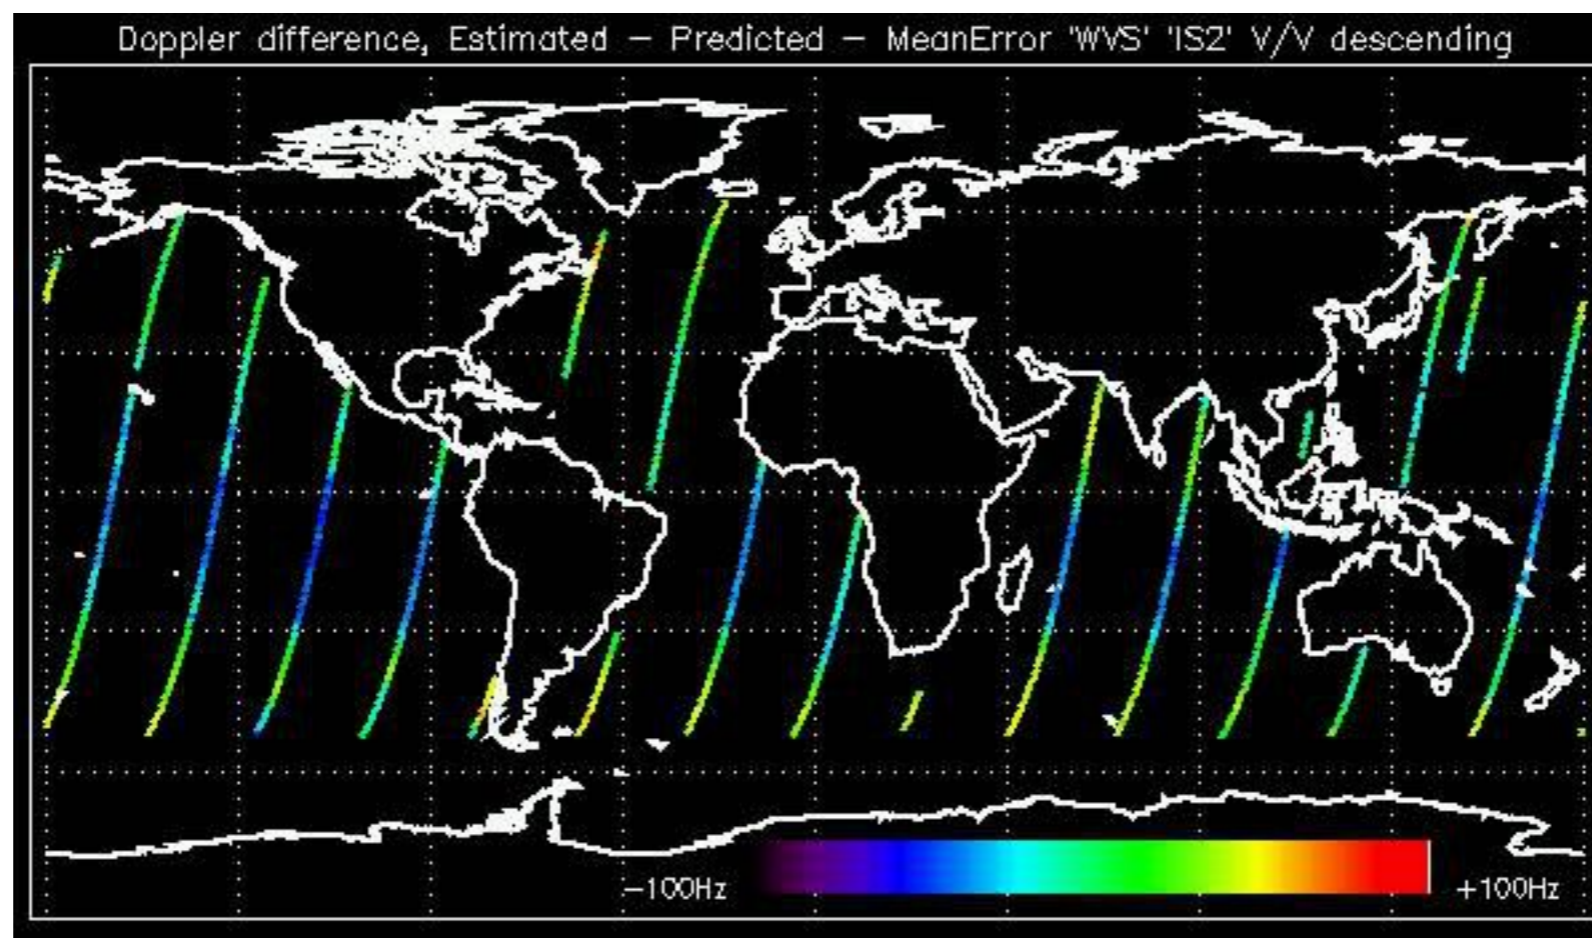 Doppler difference, Estimated − Predicted − MeanError 'WVS' 'IS2' V/V descending
−100Hz
+100Hz